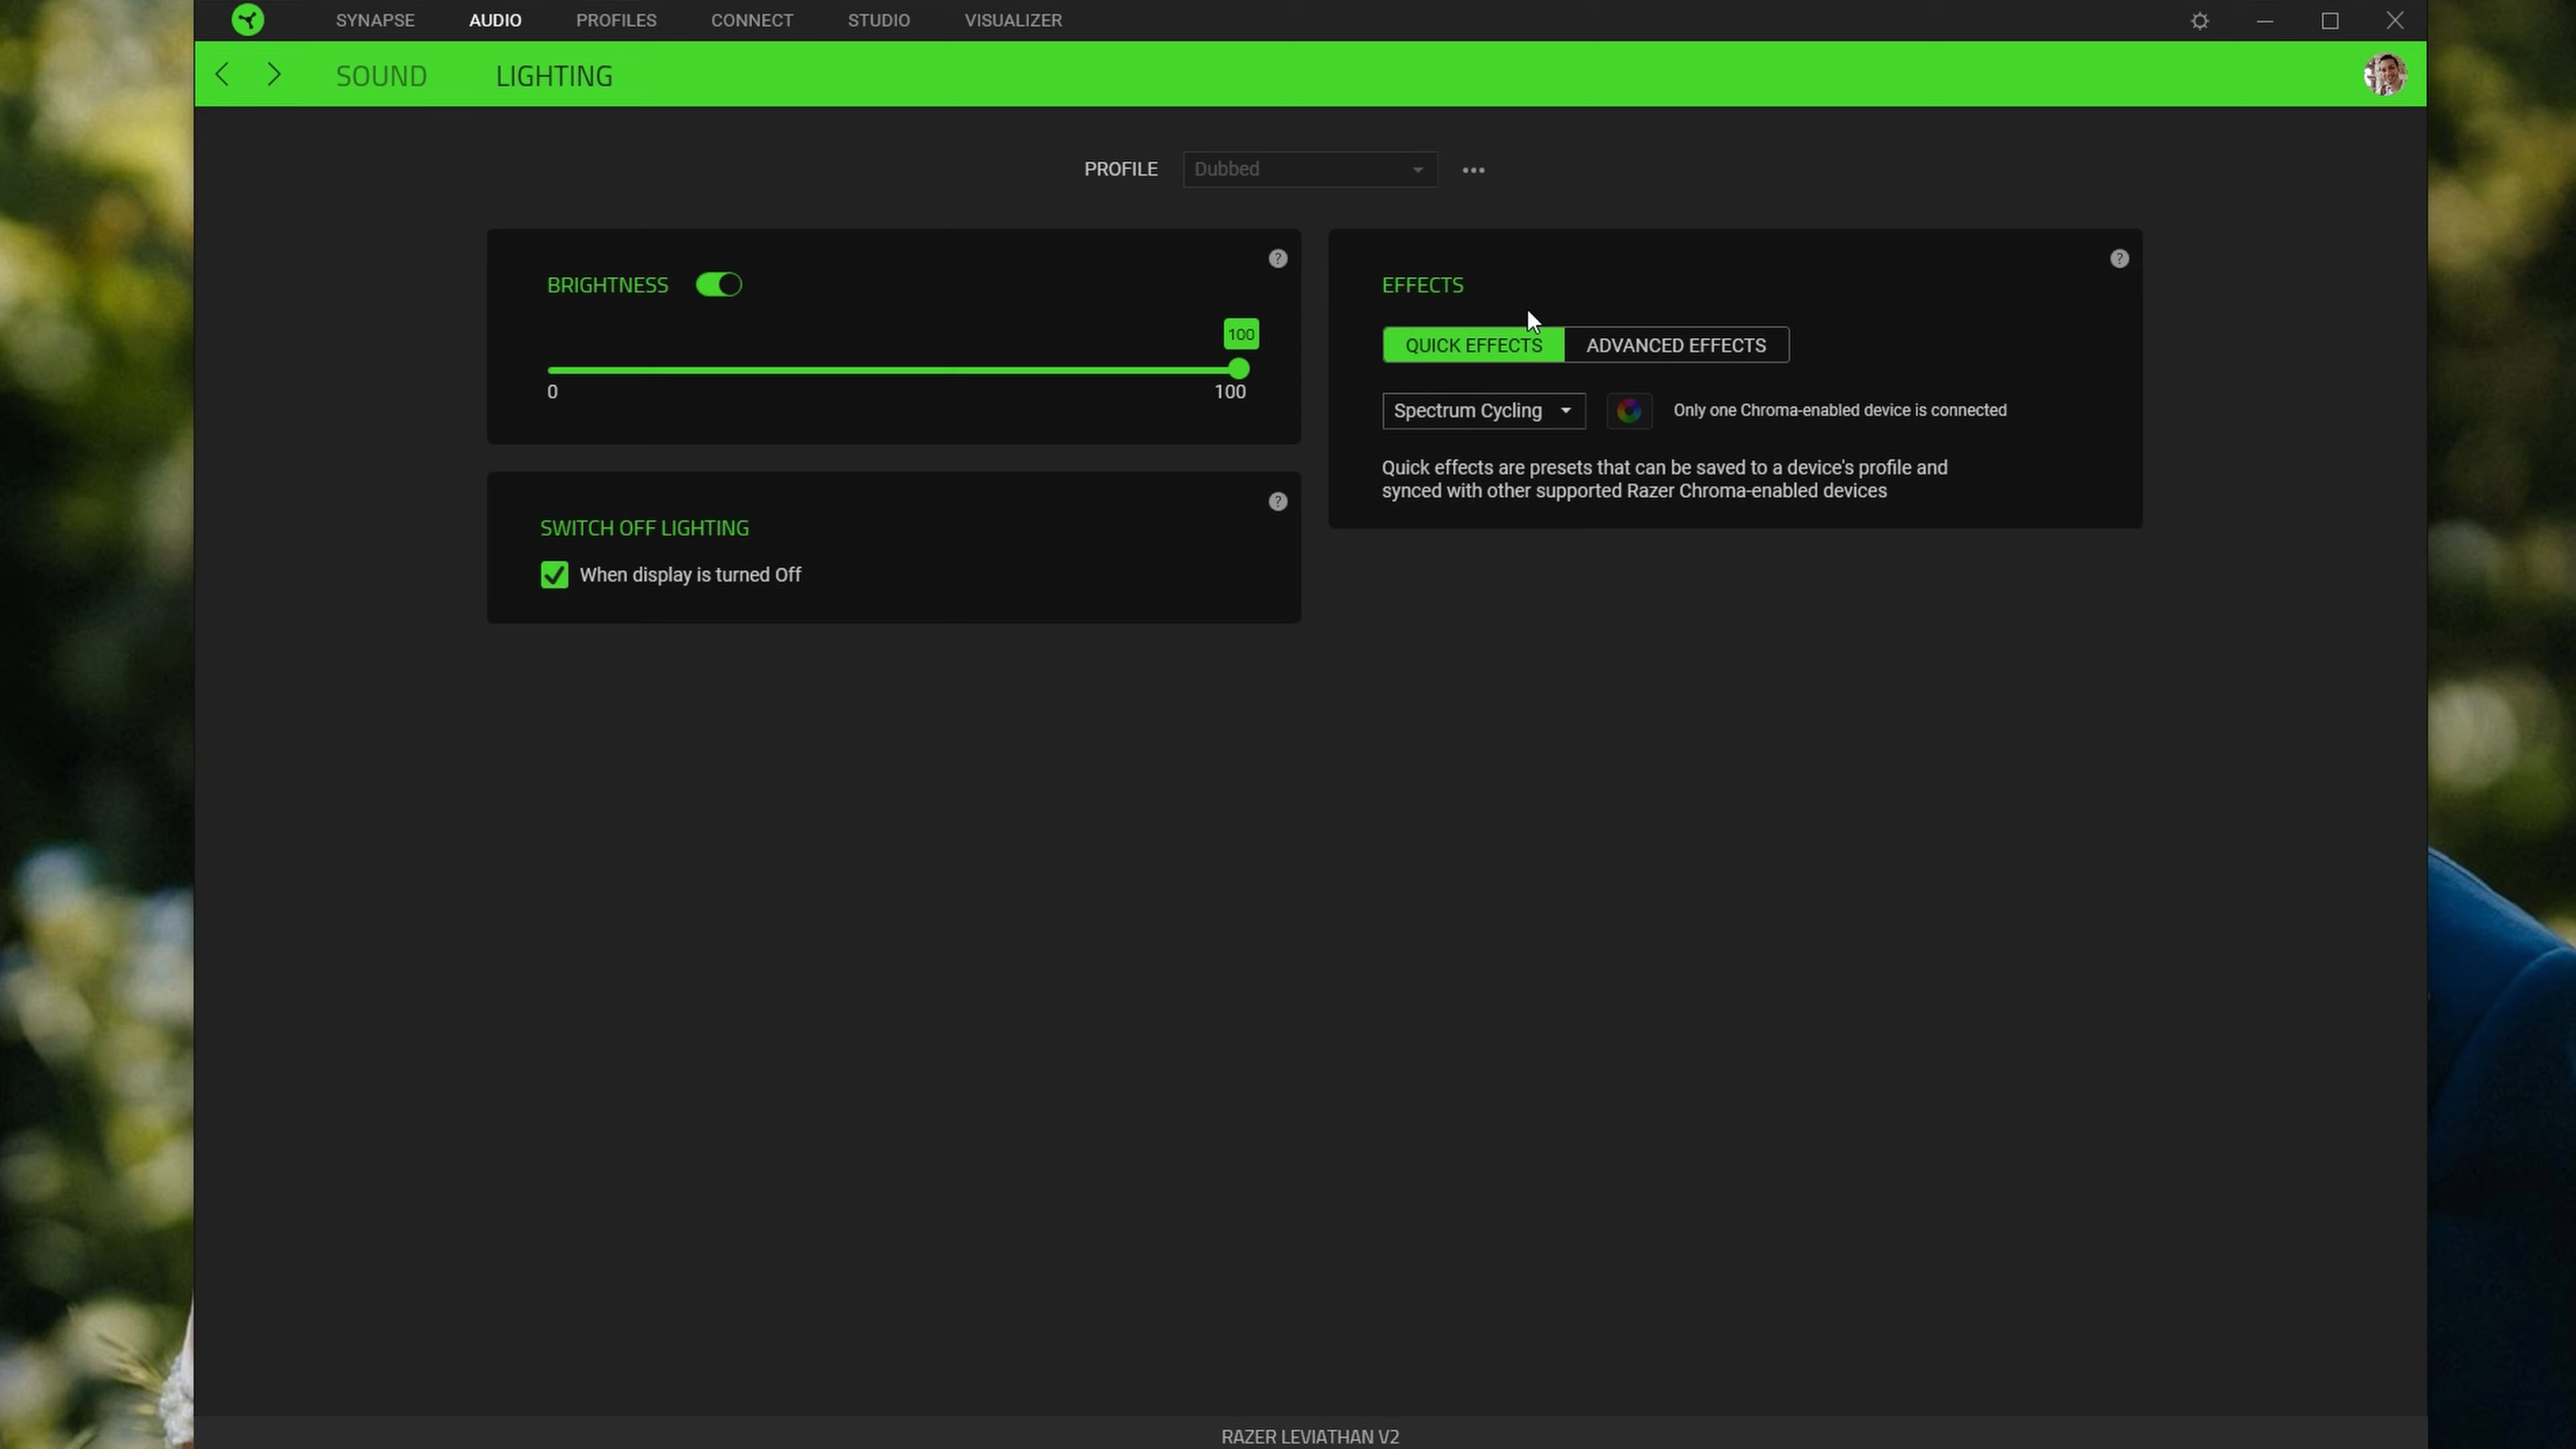 SYNAPSE AUDIO PROFILES CONNECT STUDIO VISUALIZER
SOUND LIGHTING
PROFILE Dubbed
BRIGHTNESS
100
0 100
SWITCH OFF LIGHTING
When display is turned Off
EFFECTS
QUICK EFFECTS ADVANCED EFFECTS
Spectrum Cycling Only one Chroma-enabled device is connected
Quick effects are presets that can be saved to a device's profile and
synced with other supported Razer Chroma-enabled devices
RAZER LEVIATHAN V2